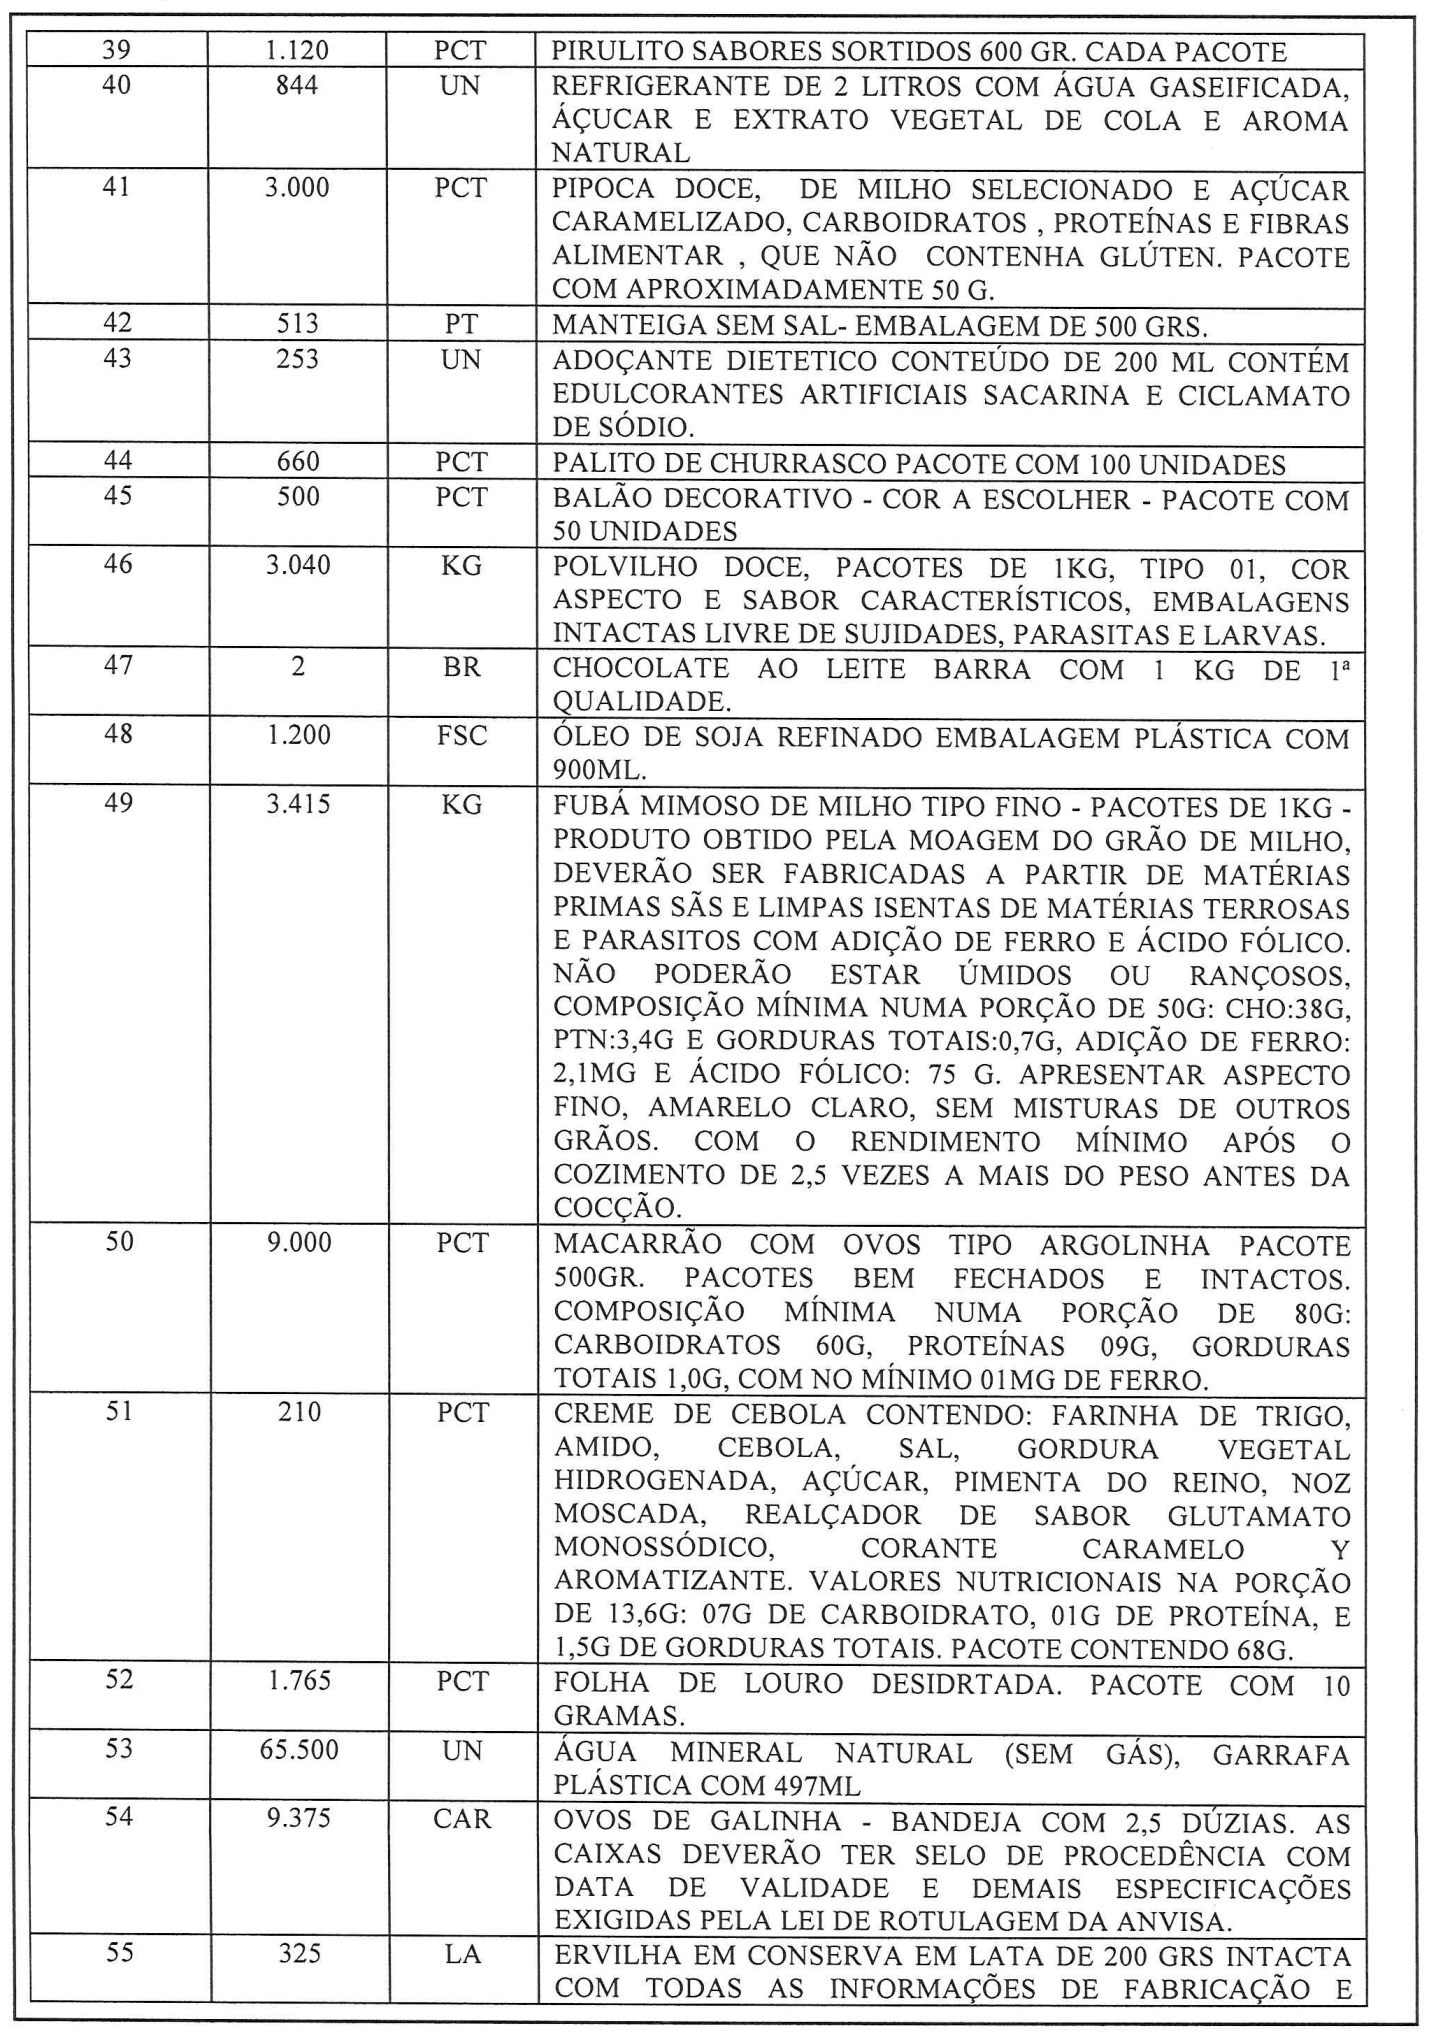 39 1.120 PCT PIRULITO SABORES SORTIDOS 600 GR. CADA PACOTE
40 844 UN REFRIGERANTE DE 2 LITROS COM ÁGUA GASEIFICADA,
ÁÇUCAR E EXTRATO VEGETAL DE COLA E AROMA
NATURAL
41 3.000 PCT PIPOCA DOCE, DE MILHO SELECIONADO E AÇÚCAR
CARAMELIZADO, CARBOIDRATOS , PROTEÍNAS E FIBRAS
ALIMENTAR , QUE NÃO CONTENHA GLÚTEN. PACOTE
COM APROXIMADAMENTE 50 G.
42 513 PT MANTEIGA SEM SAL- EMBALAGEM DE 500 GRS.
43 253 UN ADOÇANTE DIETETICO CONTEÚDO DE 200 ML CONTÉM
EDULCORANTES ARTIFICIAIS SACARINA E CICLAMATO
DE SÓDIO.
44 660 PCT PALITO DE CHURRASCO PACOTE COM 100 UNIDADES
45 500 PCT BALÃO DECORATIVO - COR A ESCOLHER - PACOTE COM
50 UNIDADES
46 3.040 KG POLVILHO DOCE, PACOTES DE 1KG, TIPO 01, COR
ASPECTO E SABOR CARACTERÍSTICOS, EMBALAGENS
INTACTAS LIVRE DE SUJIDADES, PARASITAS E LARVAS.
47 2 BR CHOCOLATE AO LEITE BARRA COM 1 KG DE 1ª
QUALIDADE.
48 1.200 FSC ÓLEO DE SOJA REFINADO EMBALAGEM PLÁSTICA COM
900ML.
49 3.415 KG FUBÁ MIMOSO DE MILHO TIPO FINO - PACOTES DE 1KG -
PRODUTO OBTIDO PELA MOAGEM DO GRÃO DE MILHO,
DEVERÃO SER FABRICADAS A PARTIR DE MATÉRIAS
PRIMAS SÃS E LIMPAS ISENTAS DE MATÉRIAS TERROSAS
E PARASITOS COM ADIÇÃO DE FERRO E ÁCIDO FÓLICO.
NÃO PODERÃO ESTAR ÚMIDOS OU RANÇOSOS,
COMPOSIÇÃO MÍNIMA NUMA PORÇÃO DE 50G: CHO:38G,
PTN:3,4G E GORDURAS TOTAIS:0,7G, ADIÇÃO DE FERRO:
2,1MG E ÁCIDO FÓLICO: 75 G. APRESENTAR ASPECTO
FINO, AMARELO CLARO, SEM MISTURAS DE OUTROS
GRÃOS. COM O RENDIMENTO MÍNIMO APÓS O
COZIMENTO DE 2,5 VEZES A MAIS DO PESO ANTES DA
COCÇÃO.
50 9.000 PCT MACARRÃO COM OVOS TIPO ARGOLINHA PACOTE
500GR. PACOTES BEM FECHADOS E INTACTOS.
COMPOSIÇÃO MÍNIMA NUMA PORÇÃO DE 80G:
CARBOIDRATOS 60G, PROTEÍNAS 09G, GORDURAS
TOTAIS 1,0G, COM NO MÍNIMO 01MG DE FERRO.
51 210 PCT CREME DE CEBOLA CONTENDO: FARINHA DE TRIGO,
AMIDO, CEBOLA, SAL, GORDURA VEGETAL
HIDROGENADA, AÇÚCAR, PIMENTA DO REINO, NOZ
MOSCADA, REALÇADOR DE SABOR GLUTAMATO
MONOSSÓDICO, CORANTE CARAMELO Y
AROMATIZANTE. VALORES NUTRICIONAIS NA PORÇÃO
DE 13,6G: 07G DE CARBOIDRATO, 01G DE PROTEÍNA, E
1,5G DE GORDURAS TOTAIS. PACOTE CONTENDO 68G.
52 1.765 PCT FOLHA DE LOURO DESIDRTADA. PACOTE COM 10
GRAMAS.
53 65.500 UN ÁGUA MINERAL NATURAL (SEM GÁS), GARRAFA
PLÁSTICA COM 497ML
54 9.375 CAR OVOS DE GALINHA - BANDEJA COM 2,5 DÚZIAS. AS
CAIXAS DEVERÃO TER SELO DE PROCEDÊNCIA COM
DATA DE VALIDADE E DEMAIS ESPECIFICAÇÕES
EXIGIDAS PELA LEI DE ROTULAGEM DA ANVISA.
55 325 LA ERVILHA EM CONSERVA EM LATA DE 200 GRS INTACTA
COM TODAS AS INFORMAÇÕES DE FABRICAÇÃO E